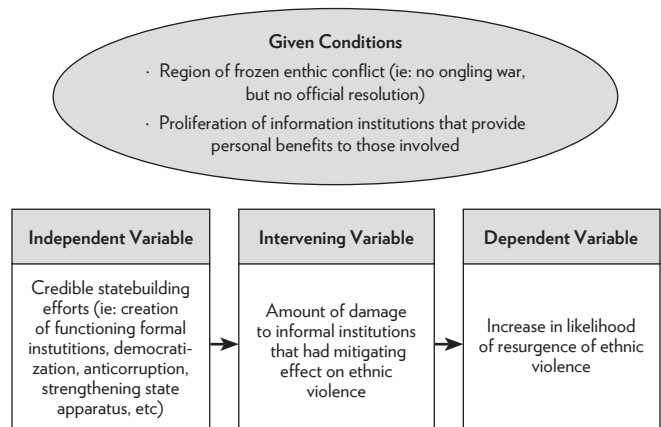 Given Conditions
· Region of frozen enthic conflict (ie: no ongling war,
but no official resolution)
· Proliferation of information institutions that provide
personal benefits to those involved
Independent Variable
Credible statebuilding
efforts (ie: creation
of functioning formal
instutitions, democrati-
zation, anticorruption,
strengthening state
apparatus, etc)
Intervening Variable
Amount of damage
to informal institutions
that had mitigating
effect on ethnic
violence
Dependent Variable
Increase in likelihood
of resurgence of ethnic
violence